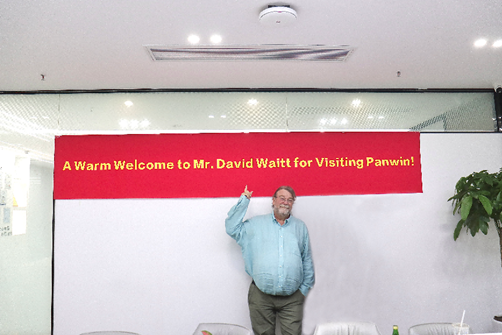 A Warm Welcome to Mr. David Waitt for Visiting Panwin!